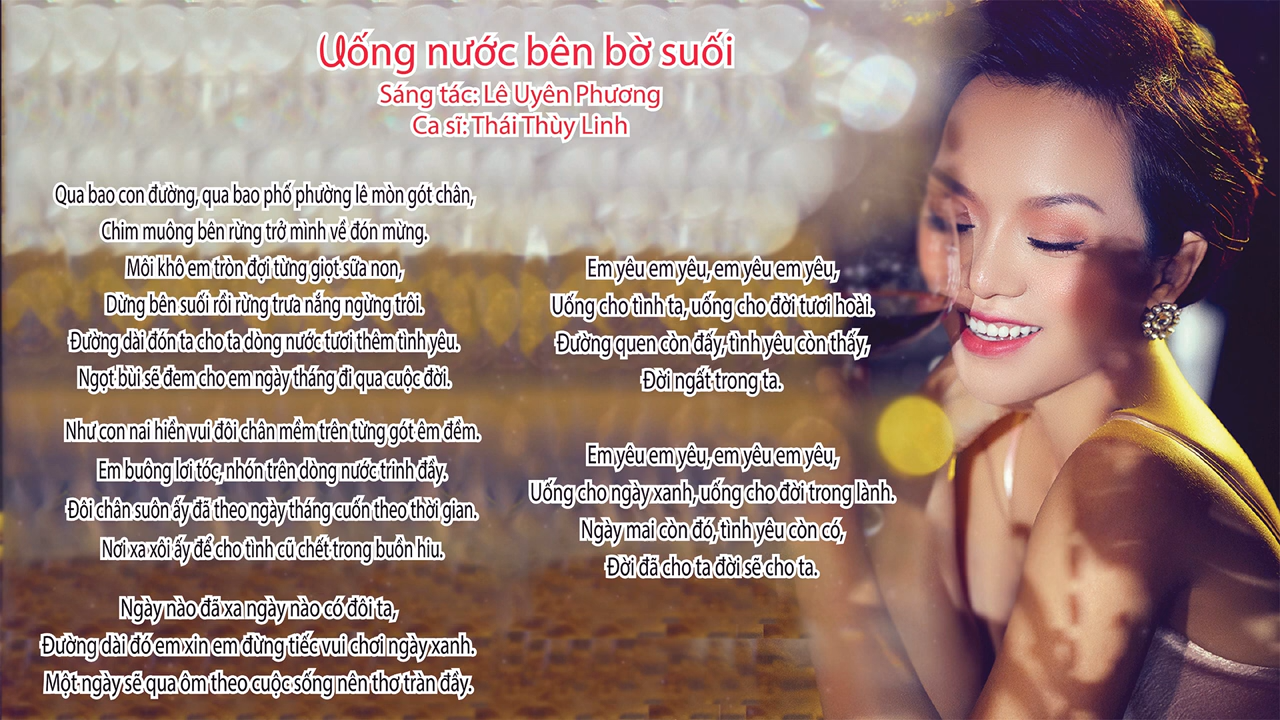 Uống nước bên bờ suối
Sáng tác: Lê Uyên Phương
Ca sĩ: Thái Thùy Linh
Qua bao con đường, qua bao phố phường lê mòn gót chân,
Chim muông bên rừng trở mình về đón mừng.
Môi khô em tròn đợi từng giọt sữa non,
Dừng bên suối rồi rừng trưa nắng ngừng trôi.
Đường dài đón ta cho ta dòng nước tươi thêm tình yêu.
Ngọt bùi sẽ đem cho em ngày tháng đi qua cuộc đời.
Như con nai hiền vui đôi chân mềm trên từng gót êm đềm.
Em buông lơi tóc, nhón trên dòng nước trinh đầy.
Đôi chân suôn ấy đã theo ngày tháng cuốn theo thời gian.
Nơi xa xôi ấy để cho tình cũ chết trong buồn hiu.
Ngày nào đã xa ngày nào có đôi ta,
Đường dài đó em xin em đừng tiếc vui chơi ngày xanh.
Một ngày sẽ qua ôm theo cuộc sống nên thơ tràn đầy.
Em yêu em yêu, em yêu em yêu,
Uống cho tình ta, uống cho đời tươi hoài.
Đường quen còn đấy, tình yêu còn thấy,
Đời ngất trong ta.
Em yêu em yêu, em yêu em yêu,
Uống cho ngày xanh, uống cho đời trong lành.
Ngày mai còn đó, tình yêu còn có,
Đời đã cho ta đời sẽ cho ta.